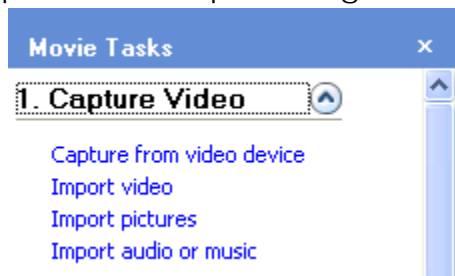 Movie Tasks
1. Capture Video
Capture from video device
Import video
Import pictures
Import audio or music